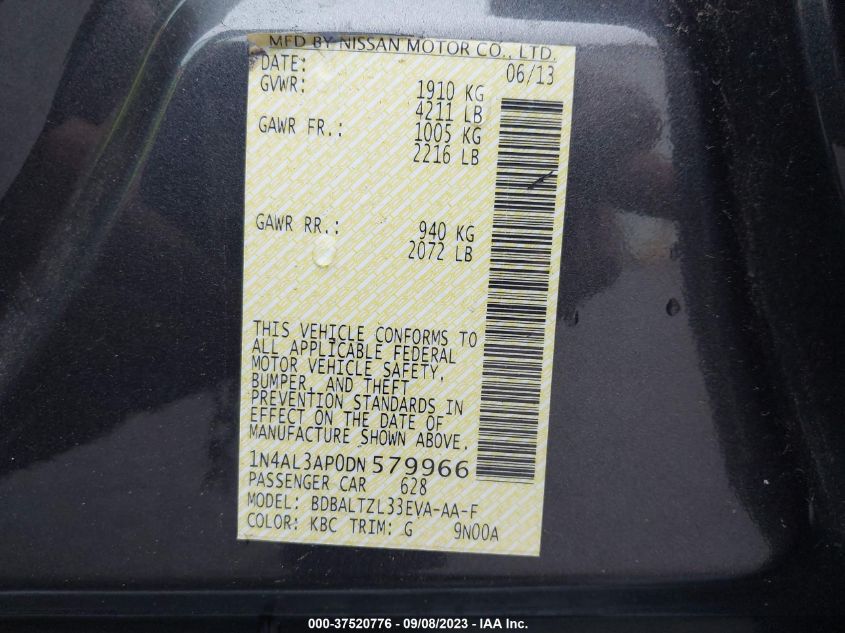 MFD BY NISSAN MOTOR CO., LTD.
DATE: 06/13
GVWR: 1910 KG
4211 LB
GAWR FR.: 1005 KG
2216 LB
GAWR RR.: 940 KG
2072 LB
THIS VEHICLE CONFORMS TO
ALL APPLICABLE FEDERAL
MOTOR VEHICLE SAFETY,
BUMPER, AND THEFT
PREVENTION STANDARDS IN
EFFECT ON THE DATE OF
MANUFACTURE SHOWN ABOVE.
1N4AL3AP0DN 579966
PASSENGER CAR 628
MODEL: BDBALTZL33EVA-AA-F
COLOR: KBC TRIM: G 9N00A
000-37520776 - 09/08/2023 - IAA Inc.